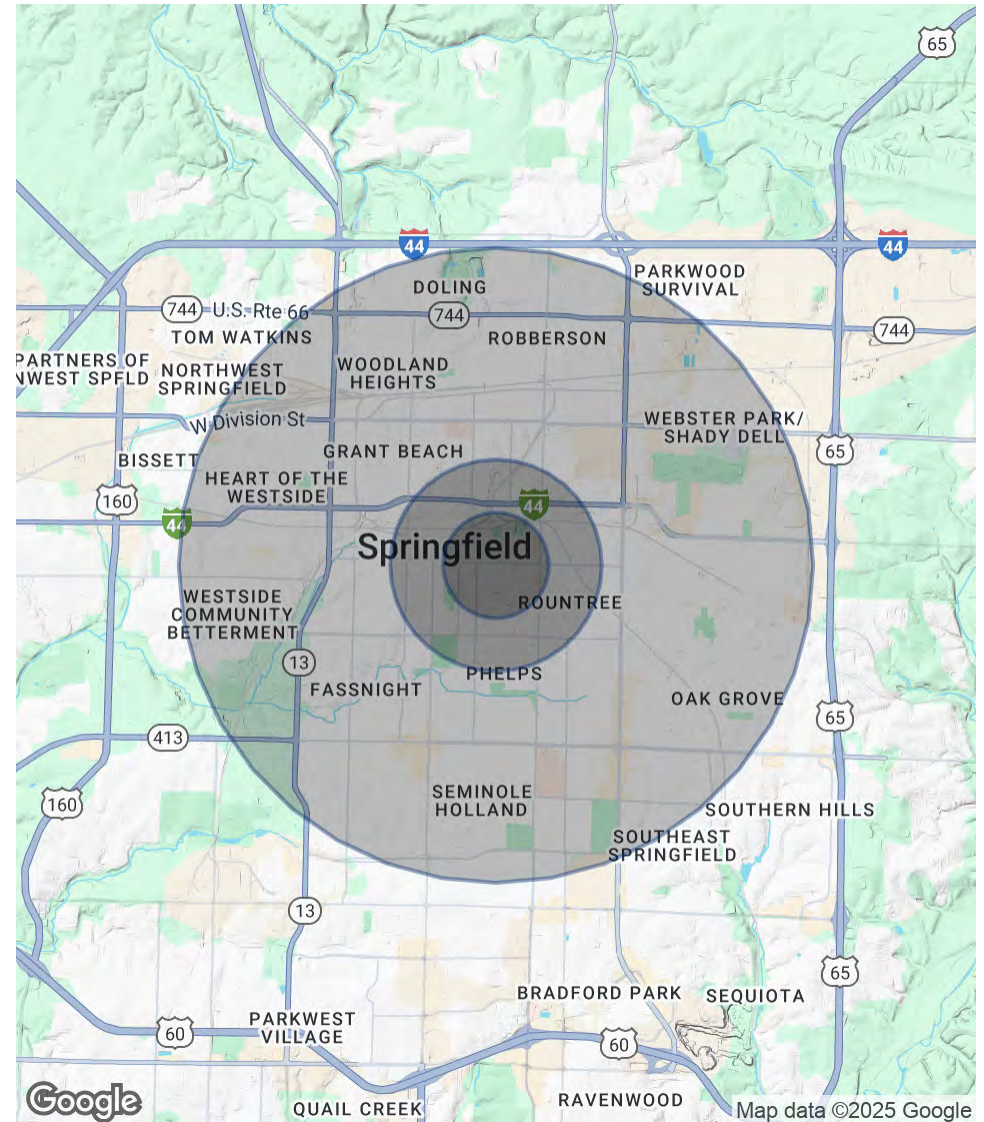 65
44
44
PARKWOOD
SURVIVAL
DOLING
744
U.S. Rte 66
744
744
TOM WATKINS
ROBBERSON
PARTNERS OF
NWEST SPFLD
NORTHWEST
SPRINGFIELD
WOODLAND
HEIGHTS
W Division St
WEBSTER PARK/
SHADY DELL
BISSETT
GRANT BEACH
65
HEART OF THE
WESTSIDE
160
44
44
Springfield
WESTSIDE
COMMUNITY
BETTERMENT
ROUNTREE
13
PHELPS
FASSNIGHT
OAK GROVE
65
413
160
SEMINOLE
HOLLAND
SOUTHERN HILLS
SOUTHEAST
SPRINGFIELD
13
65
BRADFORD PARK
SEQUIOTA
60
PARKWEST
VILLAGE
60
QUAIL CREEK
RAVENWOOD
Google
Map data ©2025 Google